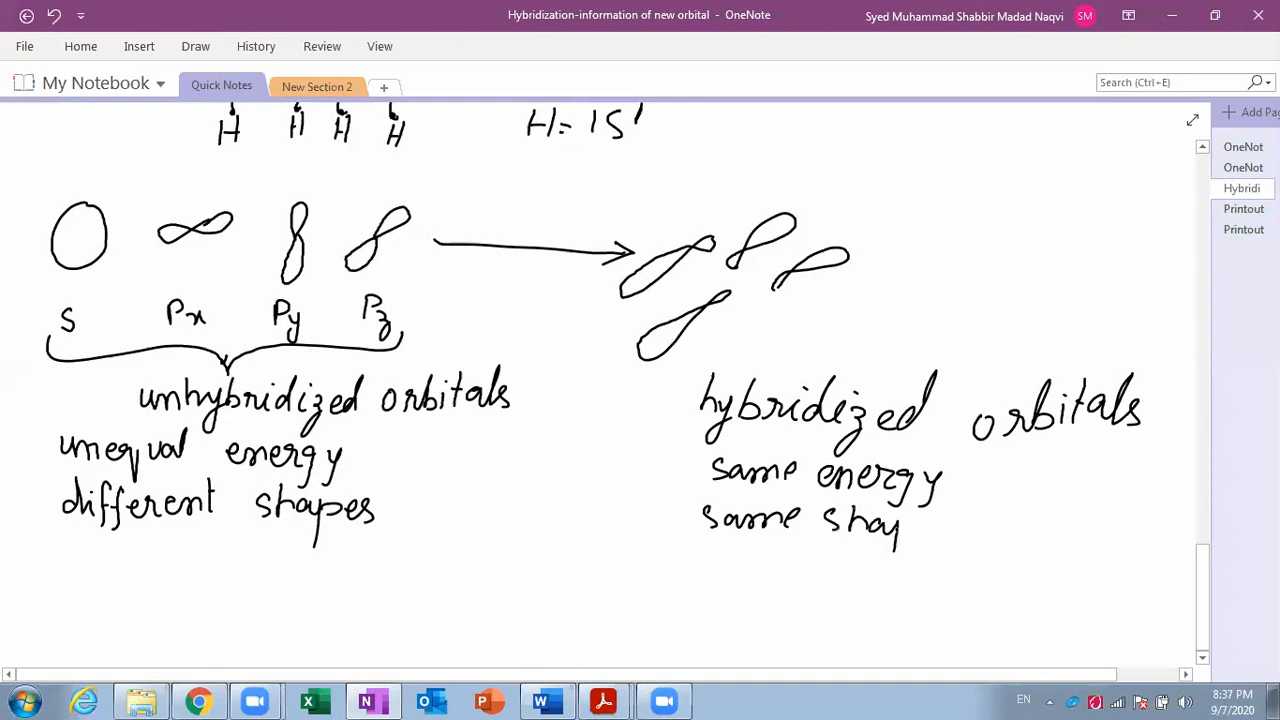 Hybridization-information of new orbital - OneNote
Syed Muhammad Shabbir Madad Naqvi SM
File Home Insert Draw History Review View
My Notebook Quick Notes New Section 2 + Search (Ctrl+E)
Add Pag
H H H H H = 1S1
OneNot
OneNot
Hybridi
Printout
Printout
S Px Py Pz
unhybridized orbitals
unequal energy
different shapes
hybridized orbitals
same energy
same shap
EN 8:37 PM
9/7/2020